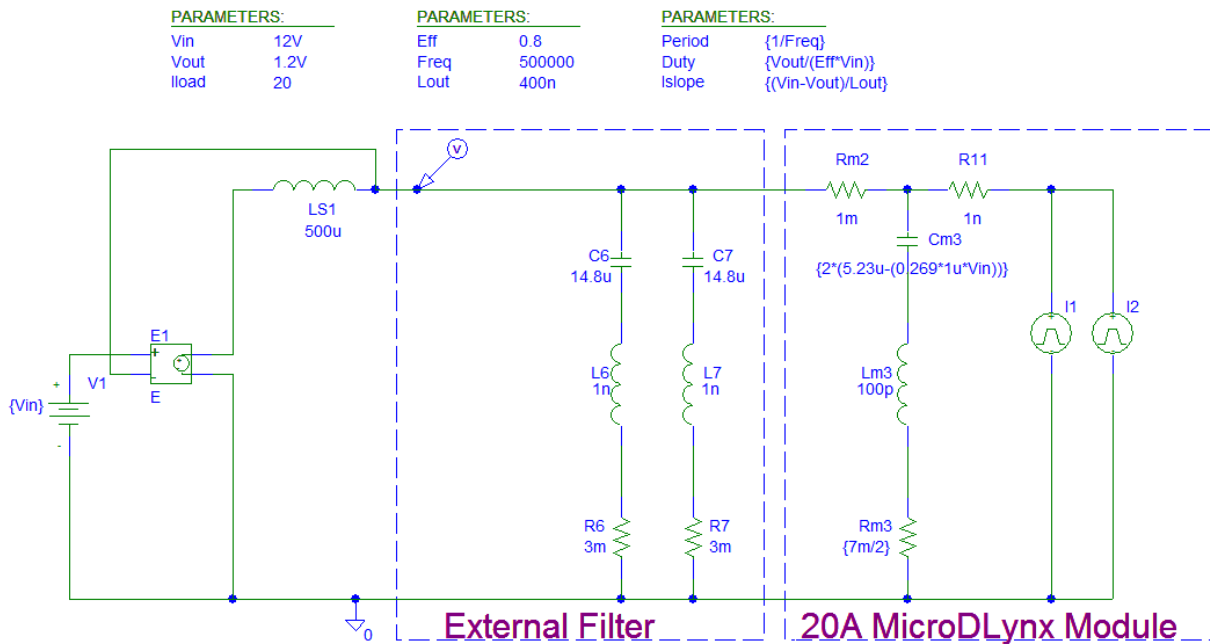 PARAMETERS: PARAMETERS: PARAMETERS:
Vin 12V Eff 0.8 Period {1/Freq}
Vout 1.2V Freq 500000 Duty {Vout/(Eff*Vin)}
Iload 20 Lout 400n Islope {(Vin-Vout)/Lout}
V
Rm2 R11
LS1 1m 1n
500u
C6 C7 Cm3
14.8u 14.8u {2*(5.23u-(0.269*1u*Vin))}
I1 I2
E1
+
-
E
+ V1
{Vin}
-
L6 L7 Lm3
1n 1n 100p
R6 R7 Rm3
3m 3m {7m/2}
0
External Filter 20A MicroDLynx Module